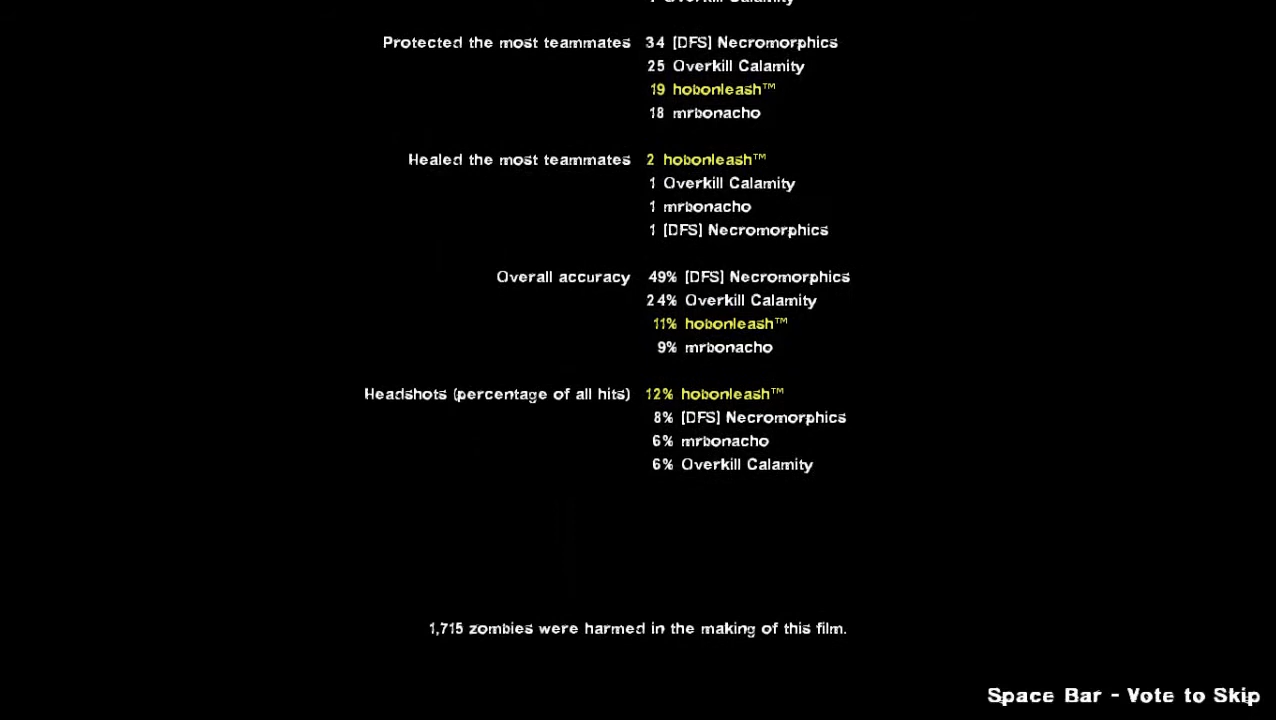 Overkill Calamity
Protected the most teammates 34 [DFS] Necromorphics
25 Overkill Calamity
19 hobonleash™
18 mrbonacho
Healed the most teammates 2 hobonleash™
1 Overkill Calamity
1 mrbonacho
1 [DFS] Necromorphics
Overall accuracy 49% [DFS] Necromorphics
24% Overkill Calamity
11% hobonleash™
9% mrbonacho
Headshots (percentage of all hits) 12% hobonleash™
8% [DFS] Necromorphics
6% mrbonacho
6% Overkill Calamity
1,715 zombies were harmed in the making of this film.
Space Bar - Vote to Skip